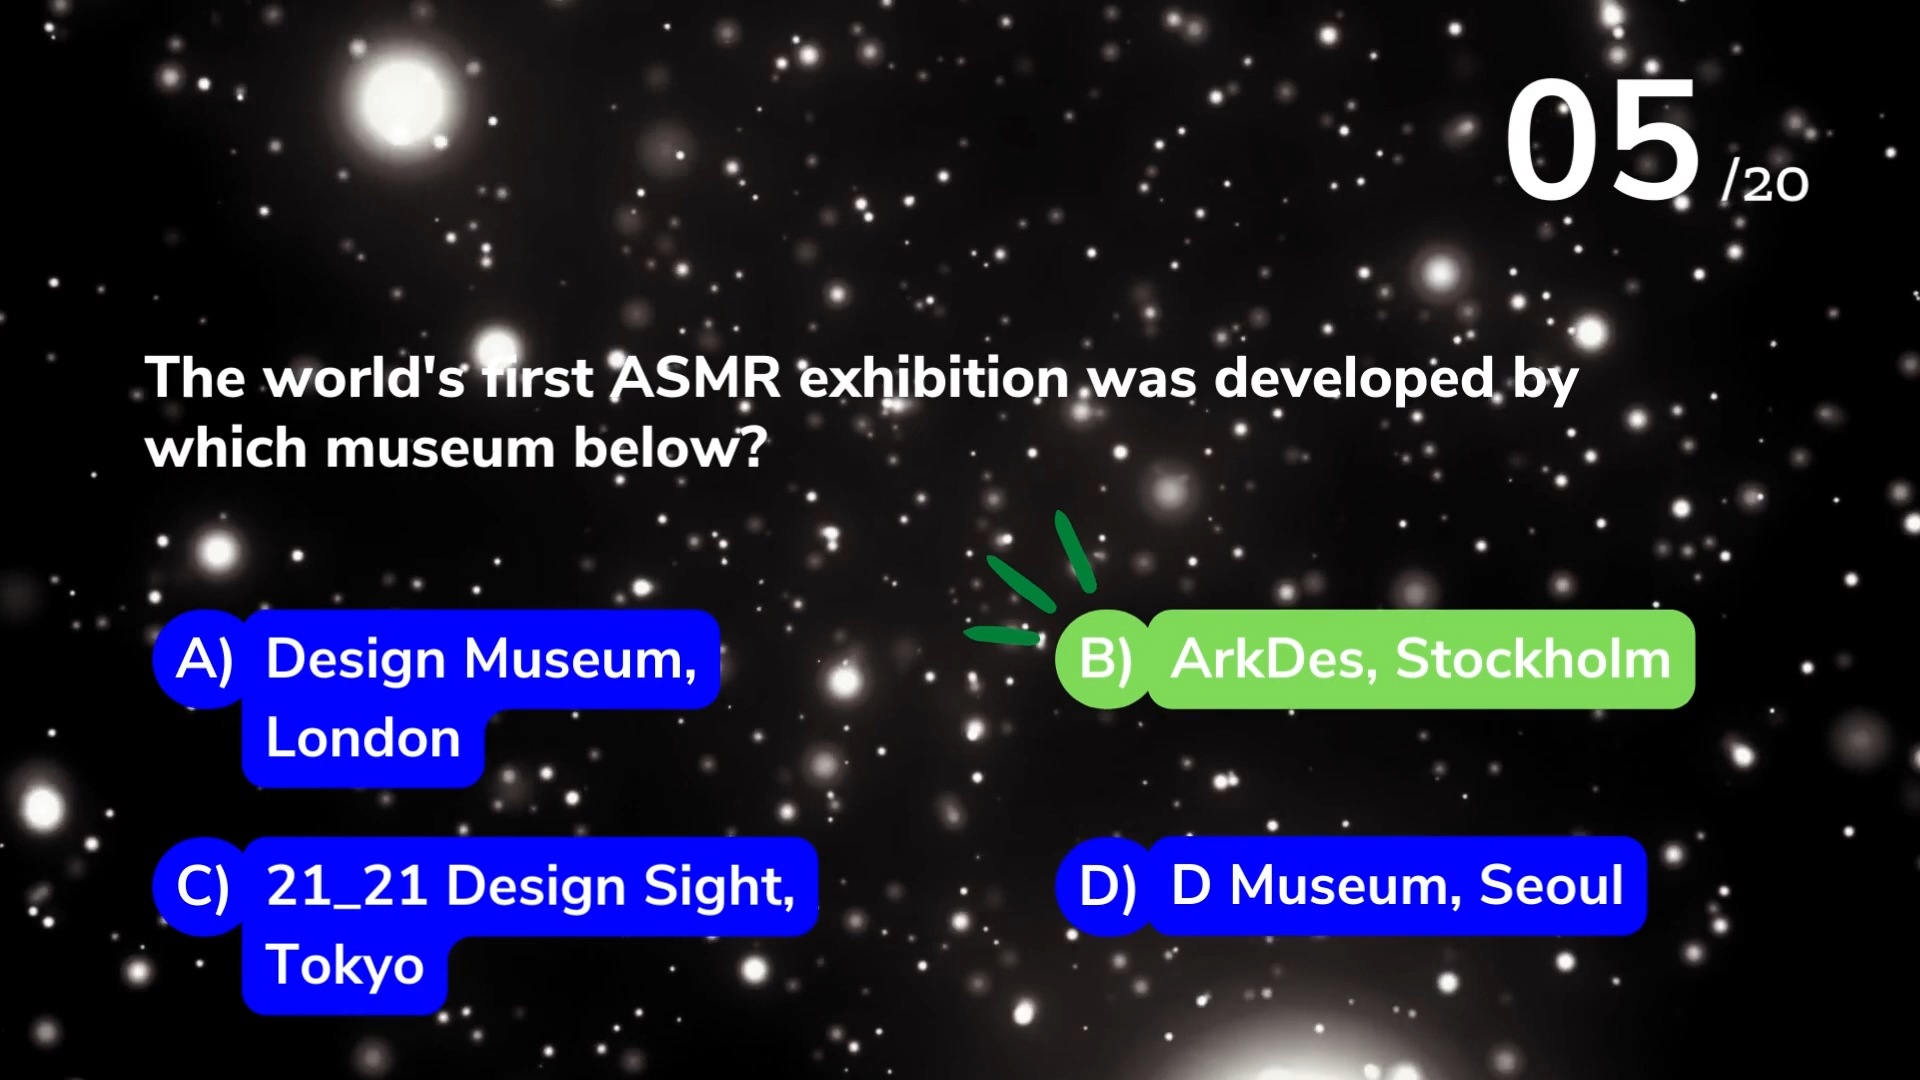 05 /20
The world's first ASMR exhibition was developed by
which museum below?
A) Design Museum,
London
B) ArkDes, Stockholm
C) 21_21 Design Sight,
Tokyo
D) D Museum, Seoul